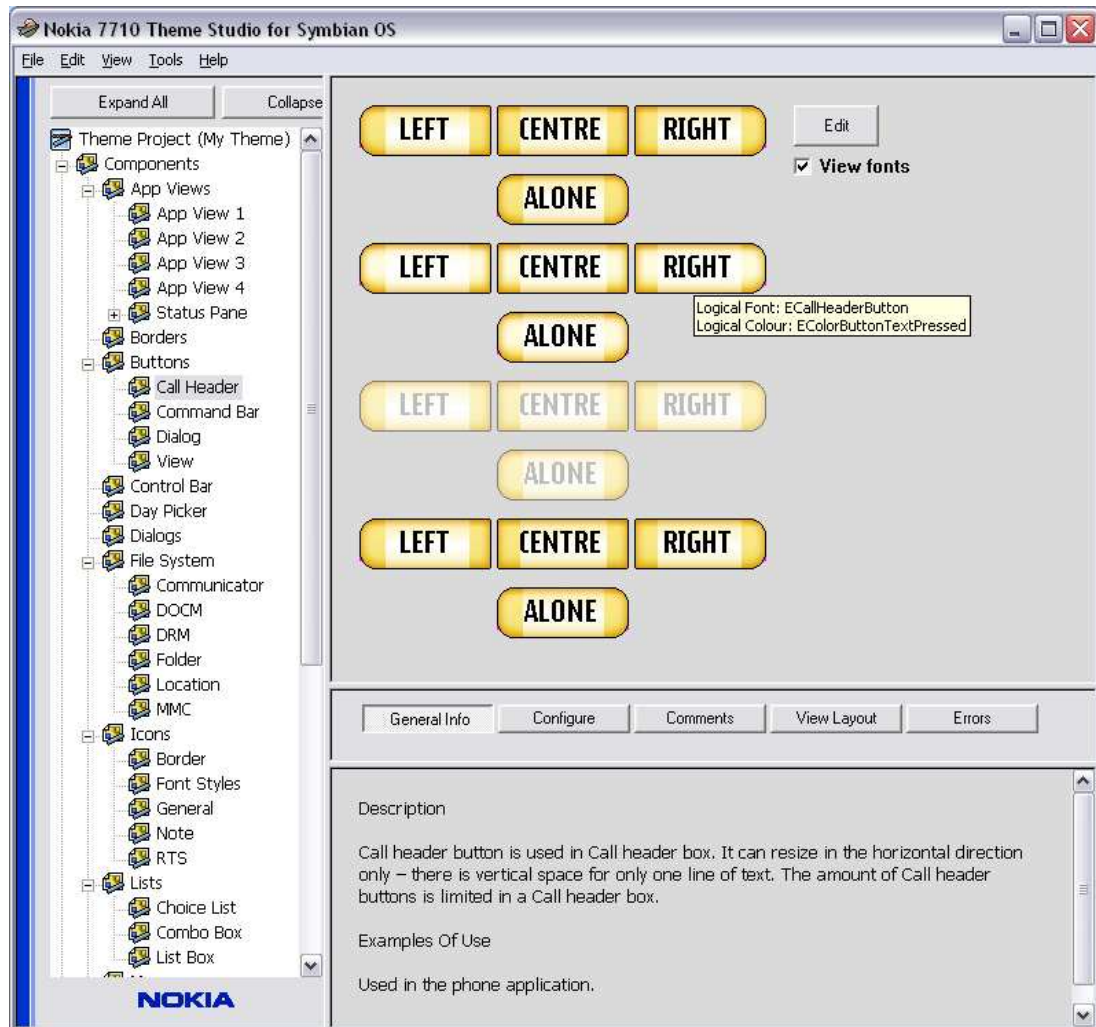 Nokia 7710 Theme Studio for Symbian OS
File Edit View Tools Help
Expand All Collapse
Theme Project (My Theme)
Components
App Views
App View 1
App View 2
App View 3
App View 4
Status Pane
Borders
Buttons
Call Header
Command Bar
Dialog
View
Control Bar
Day Picker
Dialogs
File System
Communicator
DOCM
DRM
Folder
Location
MMC
Icons
Border
Font Styles
General
Note
RTS
Lists
Choice List
Combo Box
List Box
NOKIA
LEFT CENTRE RIGHT
Edit
View fonts
ALONE
LEFT CENTRE RIGHT
Logical Font: ECallHeaderButton
Logical Colour: EColorButtonTextPressed
ALONE
LEFT CENTRE RIGHT
ALONE
LEFT CENTRE RIGHT
ALONE
General Info Configure Comments View Layout Errors
Description
Call header button is used in Call header box. It can resize in the horizontal direction
only – there is vertical space for only one line of text. The amount of Call header
buttons is limited in a Call header box.
Examples Of Use
Used in the phone application.